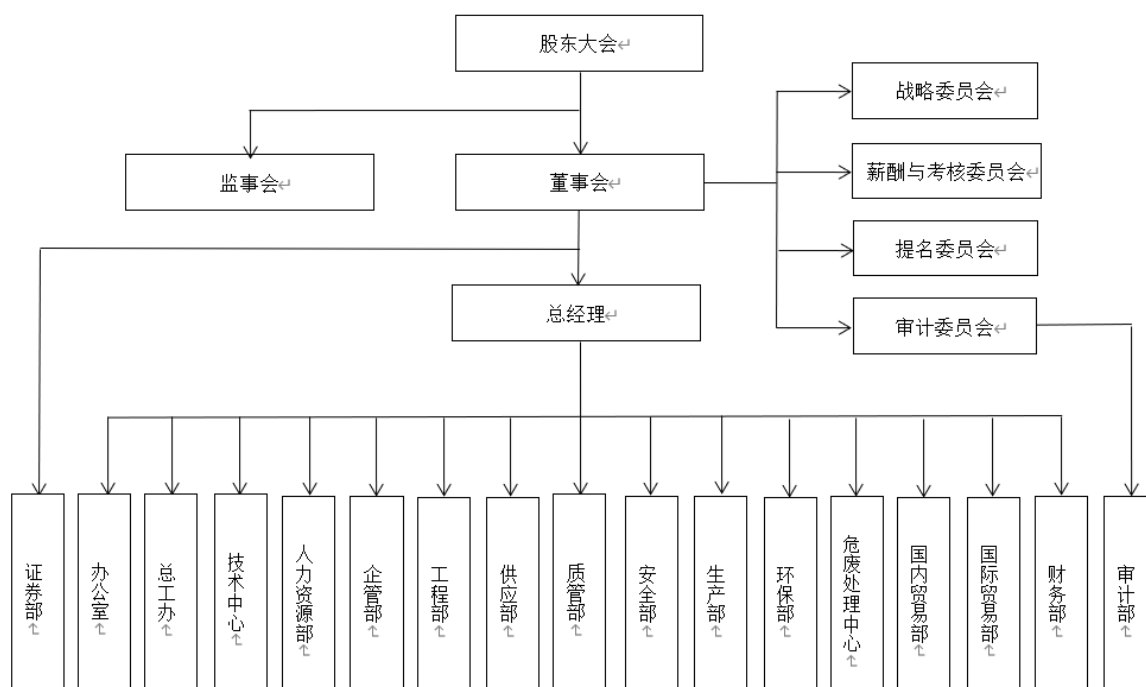 股东大会
战略委员会
监事会
董事会
薪酬与考核委员会
提名委员会
总经理
审计委员会
证券部
办公室
总工办
技术中心
人力资源部
企管部
工程部
供应部
质管部
安全部
生产部
环保部
危废处理中心
国内贸易部
国际贸易部
财务部
审计部